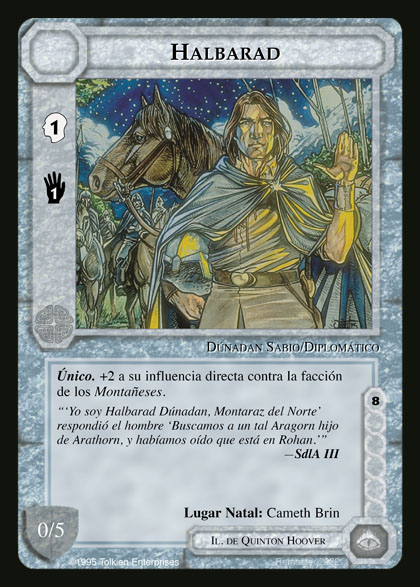 HALBARAD
1
1
DÚNADAN SABIO/DIPLOMÁTICO
Único. +2 a su influencia directa contra la facción
de los Montañeses.
“‘Yo soy Halbarad Dúnadan, Montaraz del Norte’
respondió el hombre ‘Buscamos a un tal Aragorn hijo
de Arathorn, y habíamos oído que está en Rohan.’”
—SdlA III
8
Lugar Natal: Cameth Brin
0/5
IL. DE QUINTON HOOVER
©1995 Tolkien Enterprises